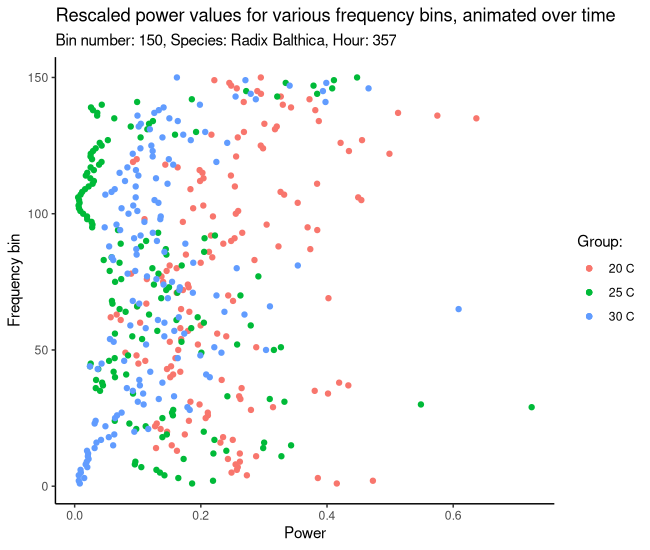 Rescaled power values for various frequency bins, animated over time
Bin number: 150, Species: Radix Balthica, Hour: 357
150
100
50
0
Frequency bin
0.0 0.2 0.4 0.6
Power
Group:
20 C
25 C
30 C